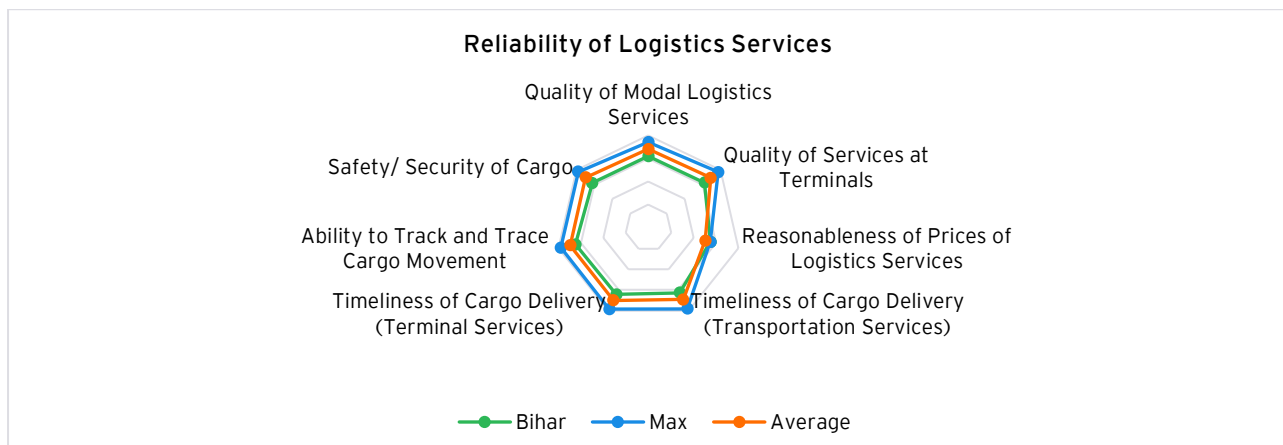 Reliability of Logistics Services
Quality of Modal Logistics
Services
Quality of Services at
Terminals
Reasonableness of Prices of
Logistics Services
Timeliness of Cargo Delivery
(Transportation Services)
Timeliness of Cargo Delivery
(Terminal Services)
Ability to Track and Trace
Cargo Movement
Safety/ Security of Cargo
Bihar
Max
Average